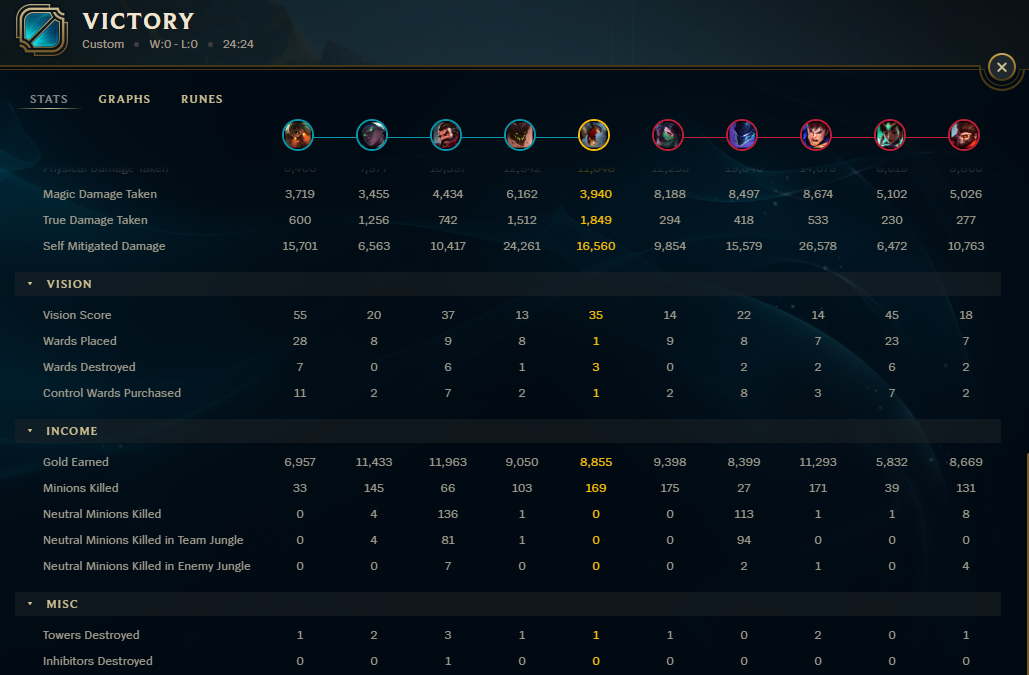 VICTORY
Custom • W:0 - L:0 • 24:24
STATS GRAPHS RUNES
Physical Damage Taken
Magic Damage Taken 3,719 3,455 4,434 6,162 3,940 8,188 8,497 8,674 5,102 5,026
True Damage Taken 600 1,256 742 1,512 1,849 294 418 533 230 277
Self Mitigated Damage 15,701 6,563 10,417 24,261 16,560 9,854 15,579 26,578 6,472 10,763
VISION
Vision Score 55 20 37 13 35 14 22 14 45 18
Wards Placed 28 8 9 8 1 9 8 7 23 7
Wards Destroyed 7 0 6 1 3 0 2 2 6 2
Control Wards Purchased 11 2 7 2 1 2 8 3 7 2
INCOME
Gold Earned 6,957 11,433 11,963 9,050 8,855 9,398 8,399 11,293 5,832 8,669
Minions Killed 33 145 66 103 169 175 27 171 39 131
Neutral Minions Killed 0 4 136 1 0 0 113 1 1 8
Neutral Minions Killed in Team Jungle 0 4 81 1 0 0 94 0 0 0
Neutral Minions Killed in Enemy Jungle 0 0 7 0 0 0 2 1 0 4
MISC
Towers Destroyed 1 2 3 1 1 1 0 2 0 1
Inhibitors Destroyed 0 0 1 0 0 0 0 0 0 0